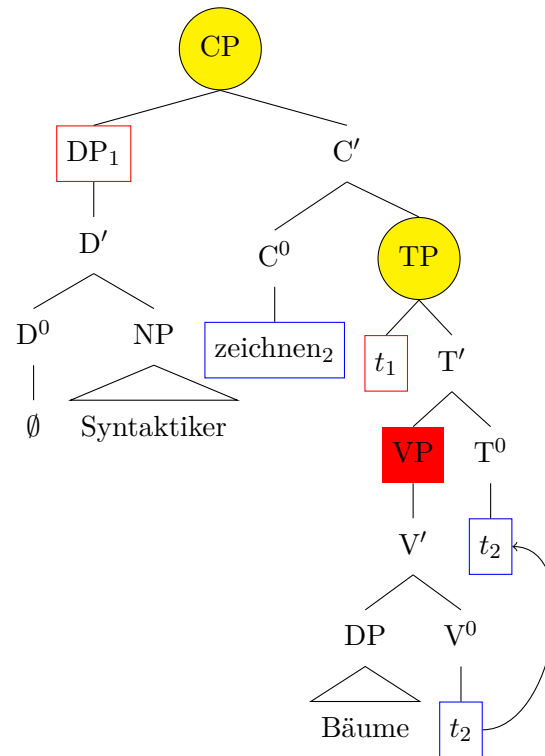 CP
DP₁ C′
D′ C⁰ TP
D⁰ NP zeichnen₂ t₁ T′
∅ Syntaktiker VP T⁰
V′ t₂
DP V⁰
Bäume t₂